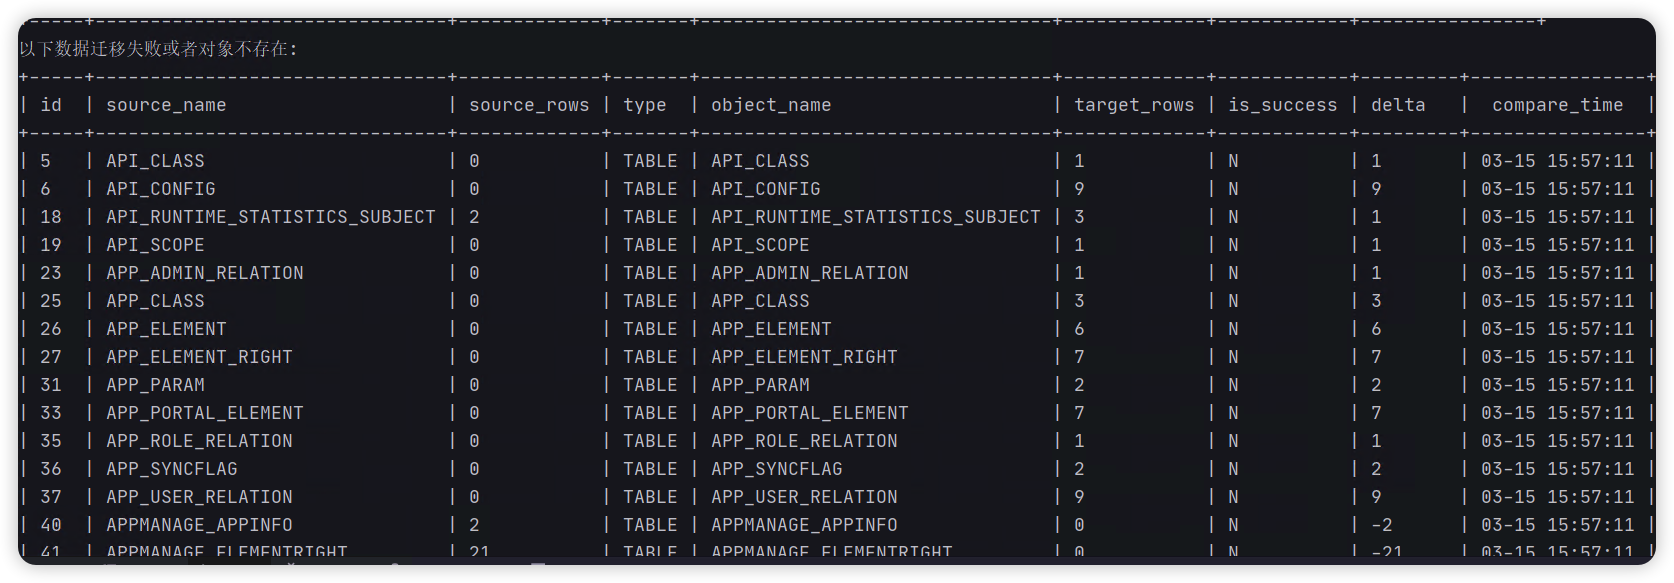 以下数据迁移失败或者对象不存在:
| id | source_name | source_rows | type | object_name | target_rows | is_success | delta | compare_time |
| 5 | API_CLASS | 0 | TABLE | API_CLASS | 1 | N | 1 | 03-15 15:57:11 |
| 6 | API_CONFIG | 0 | TABLE | API_CONFIG | 9 | N | 9 | 03-15 15:57:11 |
| 18 | API_RUNTIME_STATISTICS_SUBJECT | 2 | TABLE | API_RUNTIME_STATISTICS_SUBJECT | 3 | N | 1 | 03-15 15:57:11 |
| 19 | API_SCOPE | 0 | TABLE | API_SCOPE | 1 | N | 1 | 03-15 15:57:11 |
| 23 | APP_ADMIN_RELATION | 0 | TABLE | APP_ADMIN_RELATION | 1 | N | 1 | 03-15 15:57:11 |
| 25 | APP_CLASS | 0 | TABLE | APP_CLASS | 3 | N | 3 | 03-15 15:57:11 |
| 26 | APP_ELEMENT | 0 | TABLE | APP_ELEMENT | 6 | N | 6 | 03-15 15:57:11 |
| 27 | APP_ELEMENT_RIGHT | 0 | TABLE | APP_ELEMENT_RIGHT | 7 | N | 7 | 03-15 15:57:11 |
| 31 | APP_PARAM | 0 | TABLE | APP_PARAM | 2 | N | 2 | 03-15 15:57:11 |
| 33 | APP_PORTAL_ELEMENT | 0 | TABLE | APP_PORTAL_ELEMENT | 7 | N | 7 | 03-15 15:57:11 |
| 35 | APP_ROLE_RELATION | 0 | TABLE | APP_ROLE_RELATION | 1 | N | 1 | 03-15 15:57:11 |
| 36 | APP_SYNCFLAG | 0 | TABLE | APP_SYNCFLAG | 2 | N | 2 | 03-15 15:57:11 |
| 37 | APP_USER_RELATION | 0 | TABLE | APP_USER_RELATION | 9 | N | 9 | 03-15 15:57:11 |
| 40 | APPMANAGE_APPINFO | 2 | TABLE | APPMANAGE_APPINFO | 0 | N | -2 | 03-15 15:57:11 |
| 41 | APPMANAGE_ELEMENTRIGHT | 21 | TABLE | APPMANAGE_ELEMENTRIGHT | 0 | N | -21 | 03-15 15:57:11 |